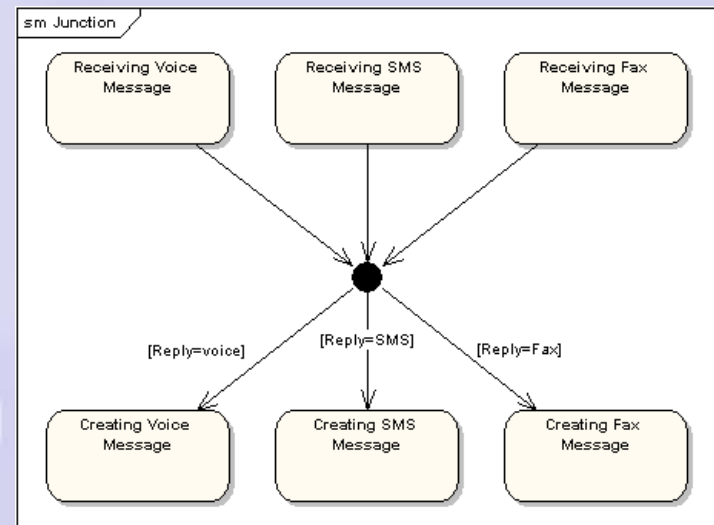 sm Junction
Receiving Voice
Message
Receiving SMS
Message
Receiving Fax
Message
[Reply=voice]
[Reply=SMS]
[Reply=Fax]
Creating Voice
Message
Creating SMS
Message
Creating Fax
Message